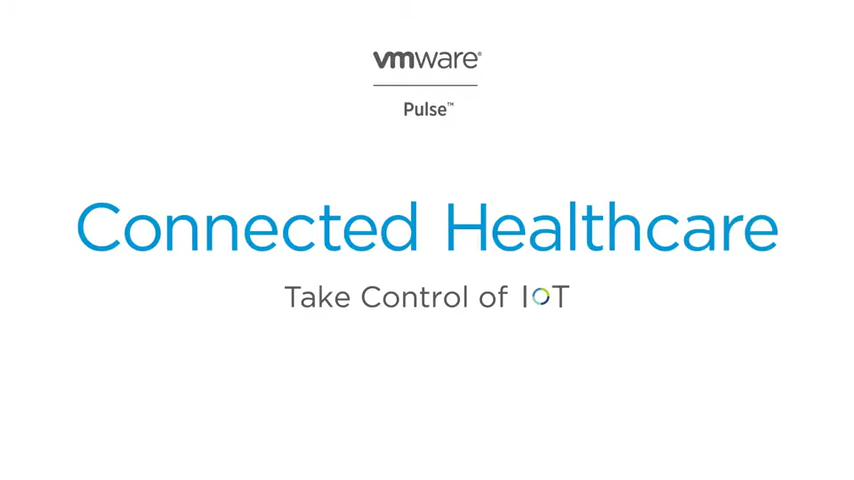 vmware®
Pulse™
Connected Healthcare
Take Control of IoT